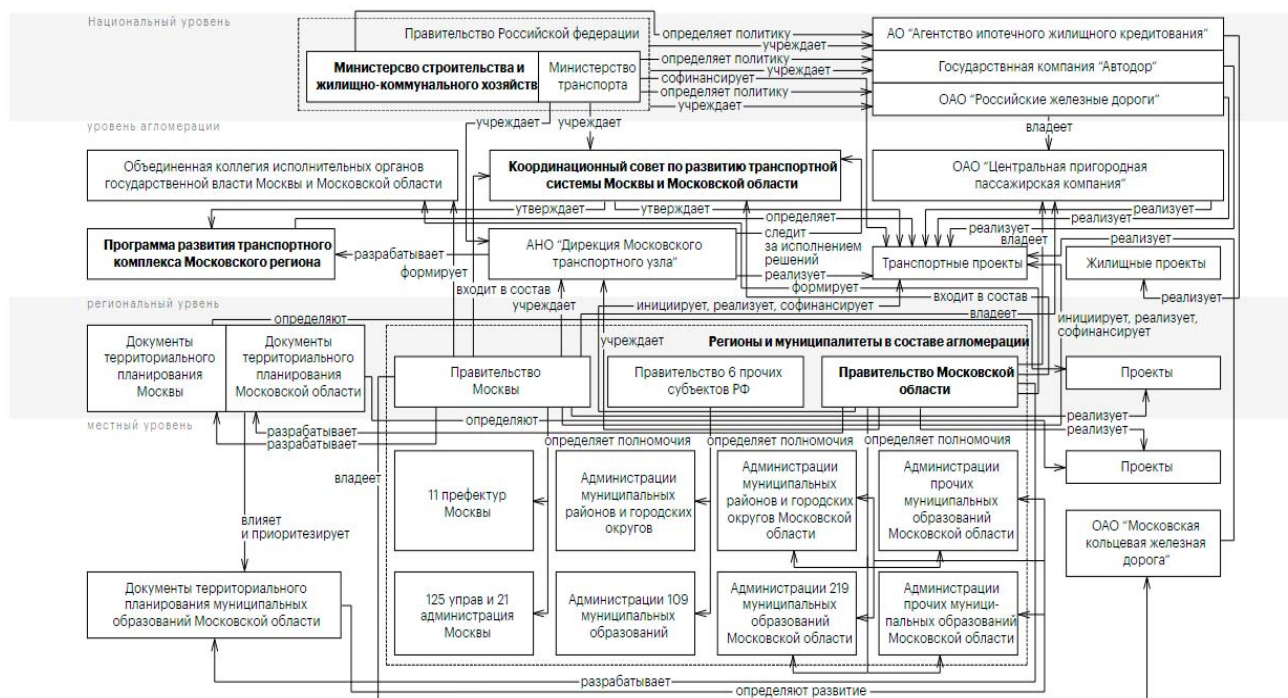 Национальный уровень
Правительство Российской федерации
Министерсво строительства и
жилищно-коммунального хозяйств
Министерство
транспорта
определяет политику
учреждает
определяет политику
учреждает
софинансирует
определяет политику
учреждает
АО “Агентство ипотечного жилищного кредитования”
Государствнная компания “Автодор”
ОАО “Российские железные дороги”
уровень агломерации
учреждает
учреждает
владеет
Объединенная коллегия исполнительных органов
государственной власти Москвы и Московской области
Координационный совет по развитию транспортной
системы Москвы и Московской области
ОАО “Центральная пригородная
пассажирская компания”
утверждает
утверждает
определяет
реализует
реализует
реализует
владеет
реализует
Программа развития транспортного
комплекса Московского региона
разрабатывает
АНО “Дирекция Московского
транспортного узла”
следит
за исполнением
решений
реализует
Транспортные проекты
Жилищные проекты
формирует
формирует
входит в состав
учреждает
инициирует, реализует, софинансирует
входит в состав
владеет
реализует
региональный урвень
определяют
инициирует, реализует,
софинансирует
учреждает
Регионы и муниципалитеты в составе агломерации
Документы
территориального
планирования
Москвы
Документы
территориального
планирования
Московской области
Правительство
Москвы
Правительство 6 прочих
субъектов РФ
Правительство Московской
области
Проекты
местный уровень
определяют
реализует
реализует
разрабатывает
разрабатывает
определяет полномочия
определяет полномочия
определяет полномочия
владеет
11 префектур
Москвы
Администрации
муниципальных
районов и городских
округов
Администрации
муниципальных
районов и городских
округов Московской
области
Администрации
прочих
муниципальных
образований
Московской области
Проекты
влияет
и приоритезирует
ОАО “Московская
кольцевая железная
дорога”
Документы территориального
планирования муниципальных
образований Московской области
125 управ и 21
администрация
Москвы
Администрации 109
муниципальных
образований
Администрации 219
муниципальных
образований
Московской области
Администрации
прочих муници-
пальных образований
Московской области
разрабатывает
определяют развитие